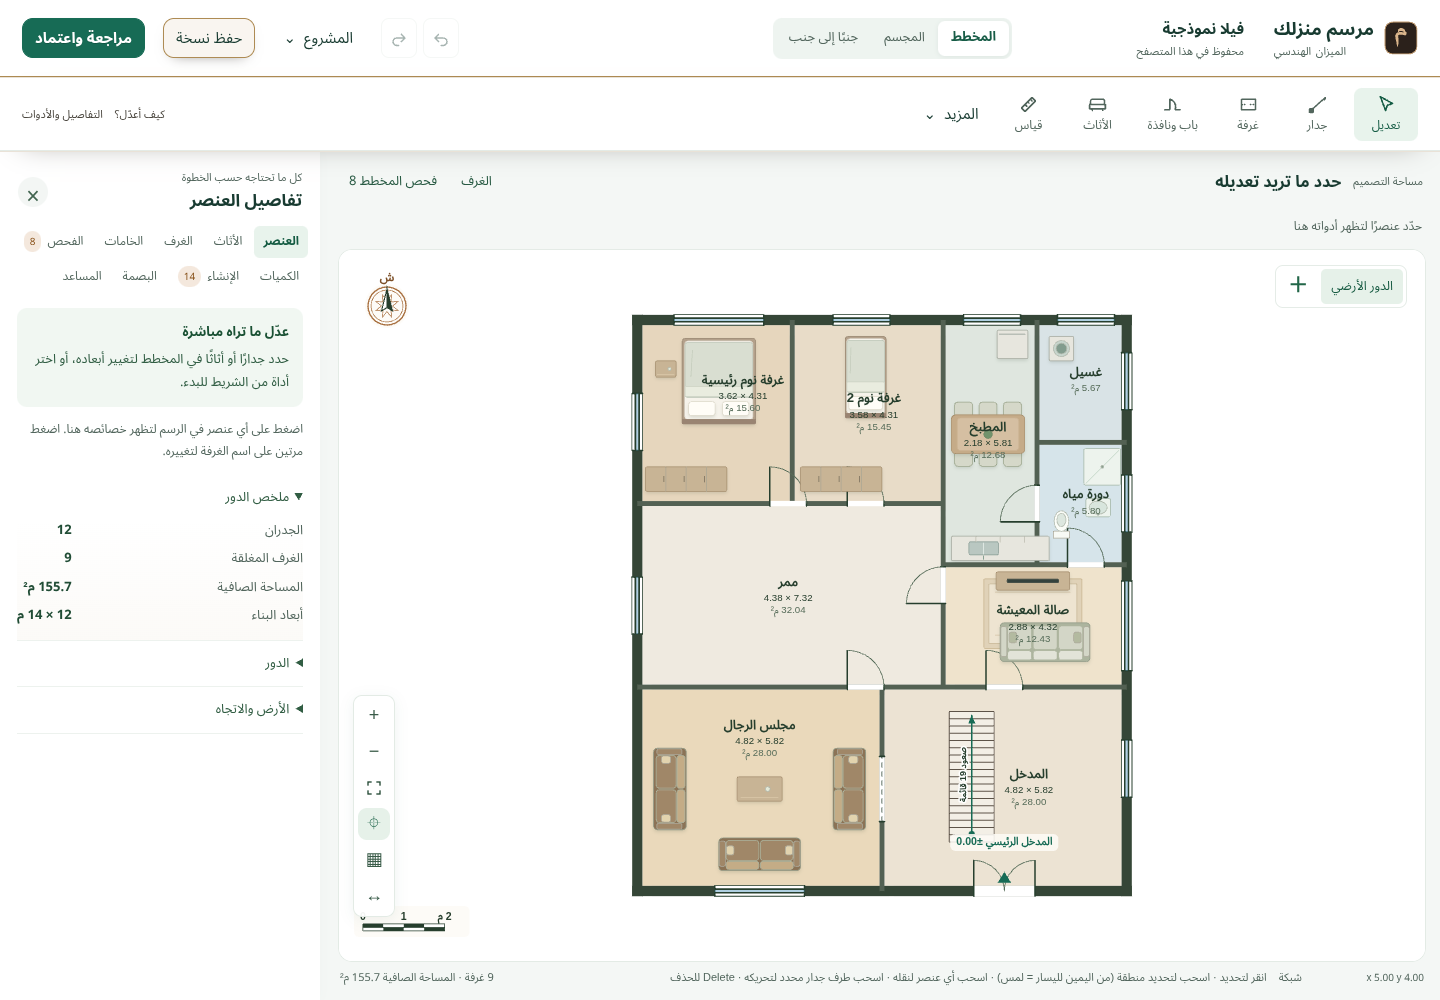 مرسم منزلك
الميزان الهندسي
فيلا نموذجية
محفوظ في هذا المتصفح
المخطط
المجسم
جنبًا إلى جنب
المشروع
حفظ نسخة
مراجعة واعتماد
تعديل
جدار
غرفة
باب ونافذة
الأثاث
قياس
المزيد
كيف أعدّل؟
التفاصيل والأدوات
مساحة التصميم
حدد ما تريد تعديله
الغرف
فحص المخطط 8
حدّد عنصرًا لتظهر أدواته هنا
الدور الأرضي
ش
غرفة نوم رئيسية
3.62 × 4.31
15.60 م²
غرفة نوم 2
3.58 × 4.31
15.45 م²
المطبخ
2.18 × 5.81
12.68 م²
غسيل
5.67 م²
دورة مياه
5.80 م²
ممر
4.38 × 7.32
32.04 م²
صالة المعيشة
2.88 × 4.32
12.43 م²
مجلس الرجال
4.82 × 5.82
28.00 م²
المدخل
4.82 × 5.82
28.00 م²
صعود 19 قائمة
المدخل الرئيسي ±0.00
0 1 2 م
كل ما تحتاجه حسب الخطوة
تفاصيل العنصر
العنصر
الأثاث
الغرف
الخامات
الفحص 8
الكميات
الإنشاء 14
البصمة
المساعد
عدّل ما تراه مباشرة
حدد جدارًا أو أثاثًا في المخطط لتغيير أبعاده، أو اختر
أداة من الشريط للبدء.
اضغط على أي عنصر في الرسم لتظهر خصائصه هنا. اضغط
مرتين على اسم الغرفة لتغييره.
ملخص الدور
الجدران 12
الغرف المغلقة 9
المساحة الصافية 155.7 م²
أبعاد البناء 12 × 14 م
الدور
الأرض والاتجاه
x 5.00 y 4.00
شبكة
انقر لتحديد · اسحب لتحديد منطقة (من اليمين لليسار = لمس) · اسحب أي عنصر لنقله · اسحب طرف جدار محدد لتحريكه · Delete للحذف
9 غرفة · المساحة الصافية 155.7 م²